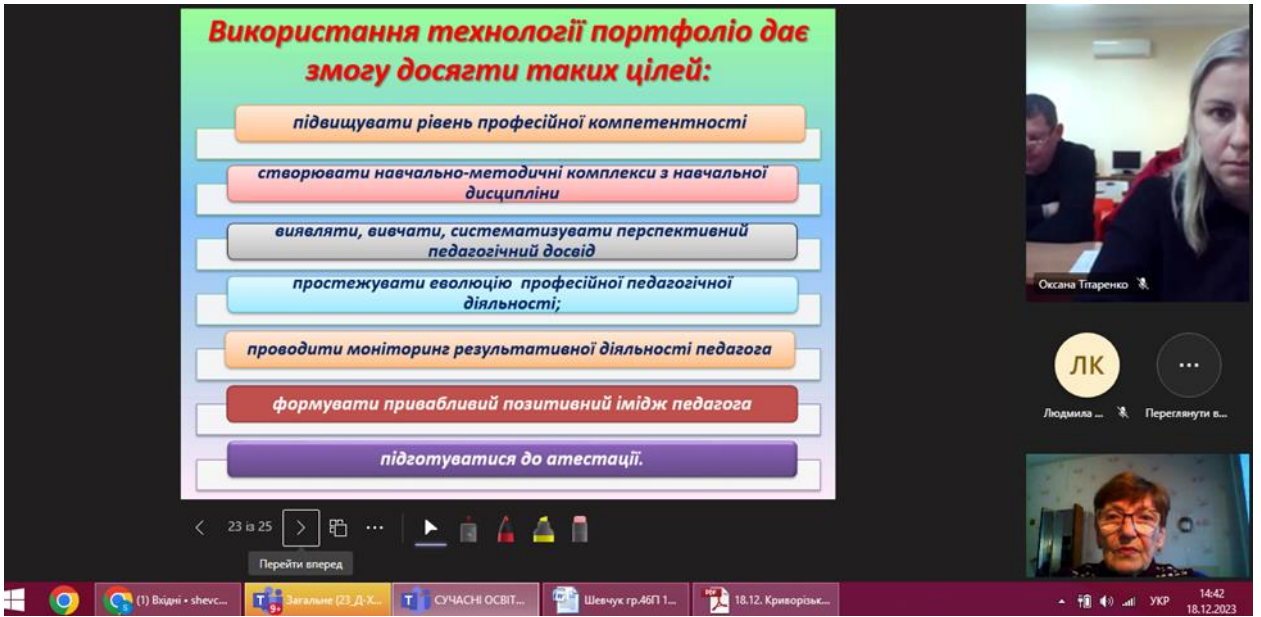 Використання технології портфоліо дає
змогу досягти таких цілей:
підвищувати рівень професійної компетентності
створювати навчально-методичні комплекси з навчальної
дисципліни
виявляти, вивчати, систематизувати перспективний
педагогічний досвід
простежувати еволюцію професійної педагогічної
діяльності;
проводити моніторинг результативної діяльності педагога
формувати привабливий позитивний імідж педагога
підготуватися до атестації.
Оксана Тітаренко
ЛК
Людмила ...
Переглянути в...
23 із 25
Перейти вперед
(1) Вхідні • shevc...
Загальне (23_Д-Х...
СУЧАСНІ ОСВІТ...
Шевчук гр.46П 1...
18.12. Криворізьк...
УКР
14:42
18.12.2023